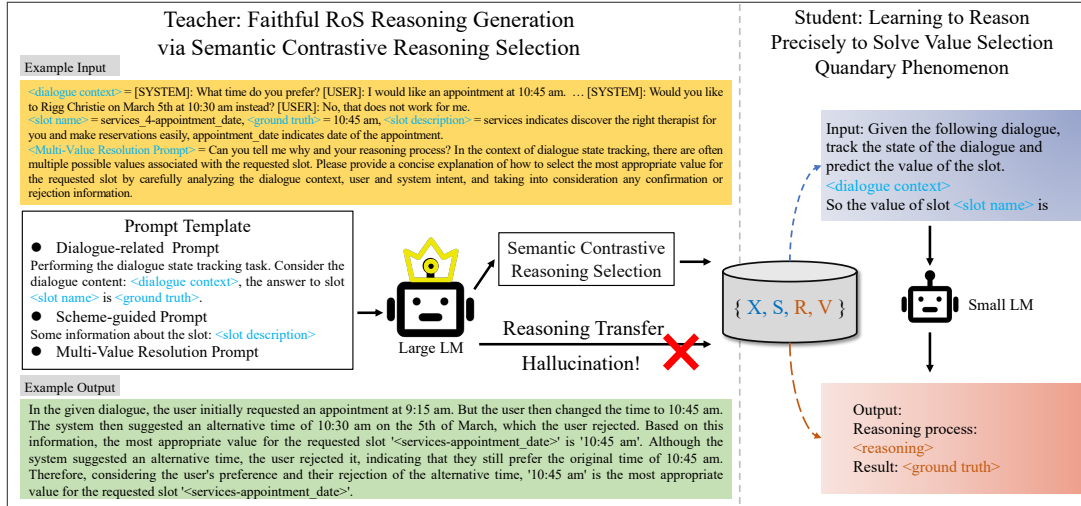 Teacher: Faithful RoS Reasoning Generation
via Semantic Contrastive Reasoning Selection
Example Input
<dialogue context> = [SYSTEM]: What time do you prefer? [USER]: I would like an appointment at 10:45 am. … [SYSTEM]: Would you like
to Rigg Christie on March 5th at 10:30 am instead? [USER]: No, that does not work for me.
<slot name> = services_4-appointment_date, <ground truth> = 10:45 am, <slot description> = services indicates discover the right therapist for
you and make reservations easily, appointment_date indicates date of the appointment.
<Multi-Value Resolution Prompt> = Can you tell me why and your reasoning process? In the context of dialogue state tracking, there are often
multiple possible values associated with the requested slot. Please provide a concise explanation of how to select the most appropriate value for
the requested slot by carefully analyzing the dialogue context, user and system intent, and taking into consideration any confirmation or
rejection information.
Prompt Template
● Dialogue-related Prompt
Performing the dialogue state tracking task. Consider the
dialogue content: <dialogue context>, the answer to slot
<slot name> is <ground truth>.
● Scheme-guided Prompt
Some information about the slot: <slot description>
● Multi-Value Resolution Prompt
Large LM
Semantic Contrastive
Reasoning Selection
Reasoning Transfer
Hallucination!
{ X, S, R, V }
Example Output
In the given dialogue, the user initially requested an appointment at 9:15 am. But the user then changed the time to 10:45 am.
The system then suggested an alternative time of 10:30 am on the 5th of March, which the user rejected. Based on this
information, the most appropriate value for the requested slot '<services-appointment_date>' is '10:45 am'. Although the
system suggested an alternative time, the user rejected it, indicating that they still prefer the original time of 10:45 am.
Therefore, considering the user's preference and their rejection of the alternative time, '10:45 am' is the most appropriate
value for the requested slot '<services-appointment_date>'.
Student: Learning to Reason
Precisely to Solve Value Selection
Quandary Phenomenon
Input: Given the following dialogue,
track the state of the dialogue and
predict the value of the slot.
<dialogue context>
So the value of slot <slot name> is
Small LM
Output:
Reasoning process:
<reasoning>
Result: <ground truth>